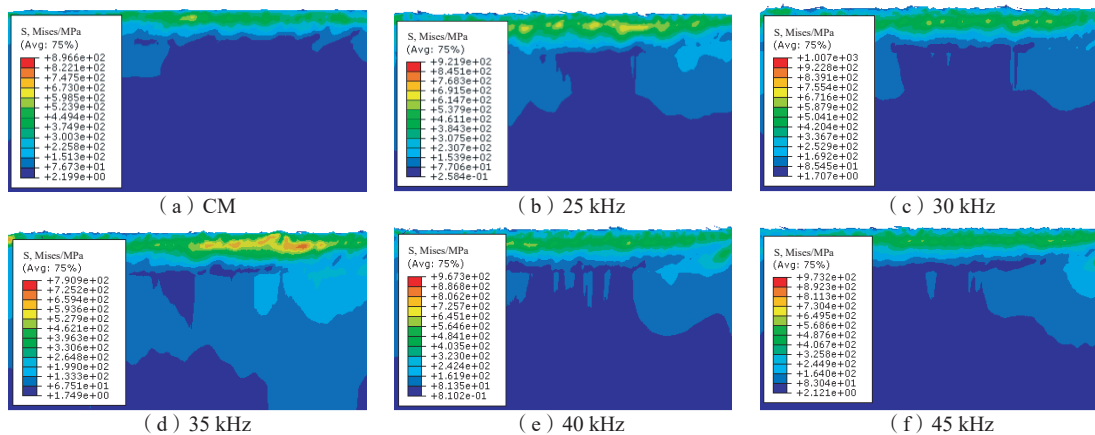 S, Mises/MPa
(Avg: 75%)
+8.966e+02
+8.221e+02
+7.475e+02
+6.730e+02
+5.985e+02
+5.239e+02
+4.494e+02
+3.749e+02
+3.003e+02
+2.258e+02
+1.513e+02
+7.673e+01
+2.199e+00
（a）CM
S, Mises/MPa
(Avg: 75%)
+9.219e+02
+8.451e+02
+7.683e+02
+6.915e+02
+6.147e+02
+5.379e+02
+4.611e+02
+3.843e+02
+3.075e+02
+2.307e+02
+1.539e+02
+7.706e+01
+2.584e-01
（b）25 kHz
S, Mises/MPa
(Avg: 75%)
+1.007e+03
+9.228e+02
+8.391e+02
+7.554e+02
+6.716e+02
+5.879e+02
+5.041e+02
+4.204e+02
+3.367e+02
+2.529e+02
+1.692e+02
+8.545e+01
+1.707e+00
（c）30 kHz
S, Mises/MPa
(Avg: 75%)
+7.909e+02
+7.252e+02
+6.594e+02
+5.936e+02
+5.279e+02
+4.621e+02
+3.963e+02
+3.306e+02
+2.648e+02
+1.990e+02
+1.333e+02
+6.751e+01
+1.749e+00
（d）35 kHz
S, Mises/MPa
(Avg: 75%)
+9.673e+02
+8.868e+02
+8.062e+02
+7.257e+02
+6.451e+02
+5.646e+02
+4.841e+02
+4.035e+02
+3.230e+02
+2.424e+02
+1.619e+02
+8.135e+01
+8.102e-01
（e）40 kHz
S, Mises/MPa
(Avg: 75%)
+9.732e+02
+8.923e+02
+8.113e+02
+7.304e+02
+6.495e+02
+5.686e+02
+4.876e+02
+4.067e+02
+3.258e+02
+2.449e+02
+1.640e+02
+8.304e+01
+2.121e+00
（f）45 kHz